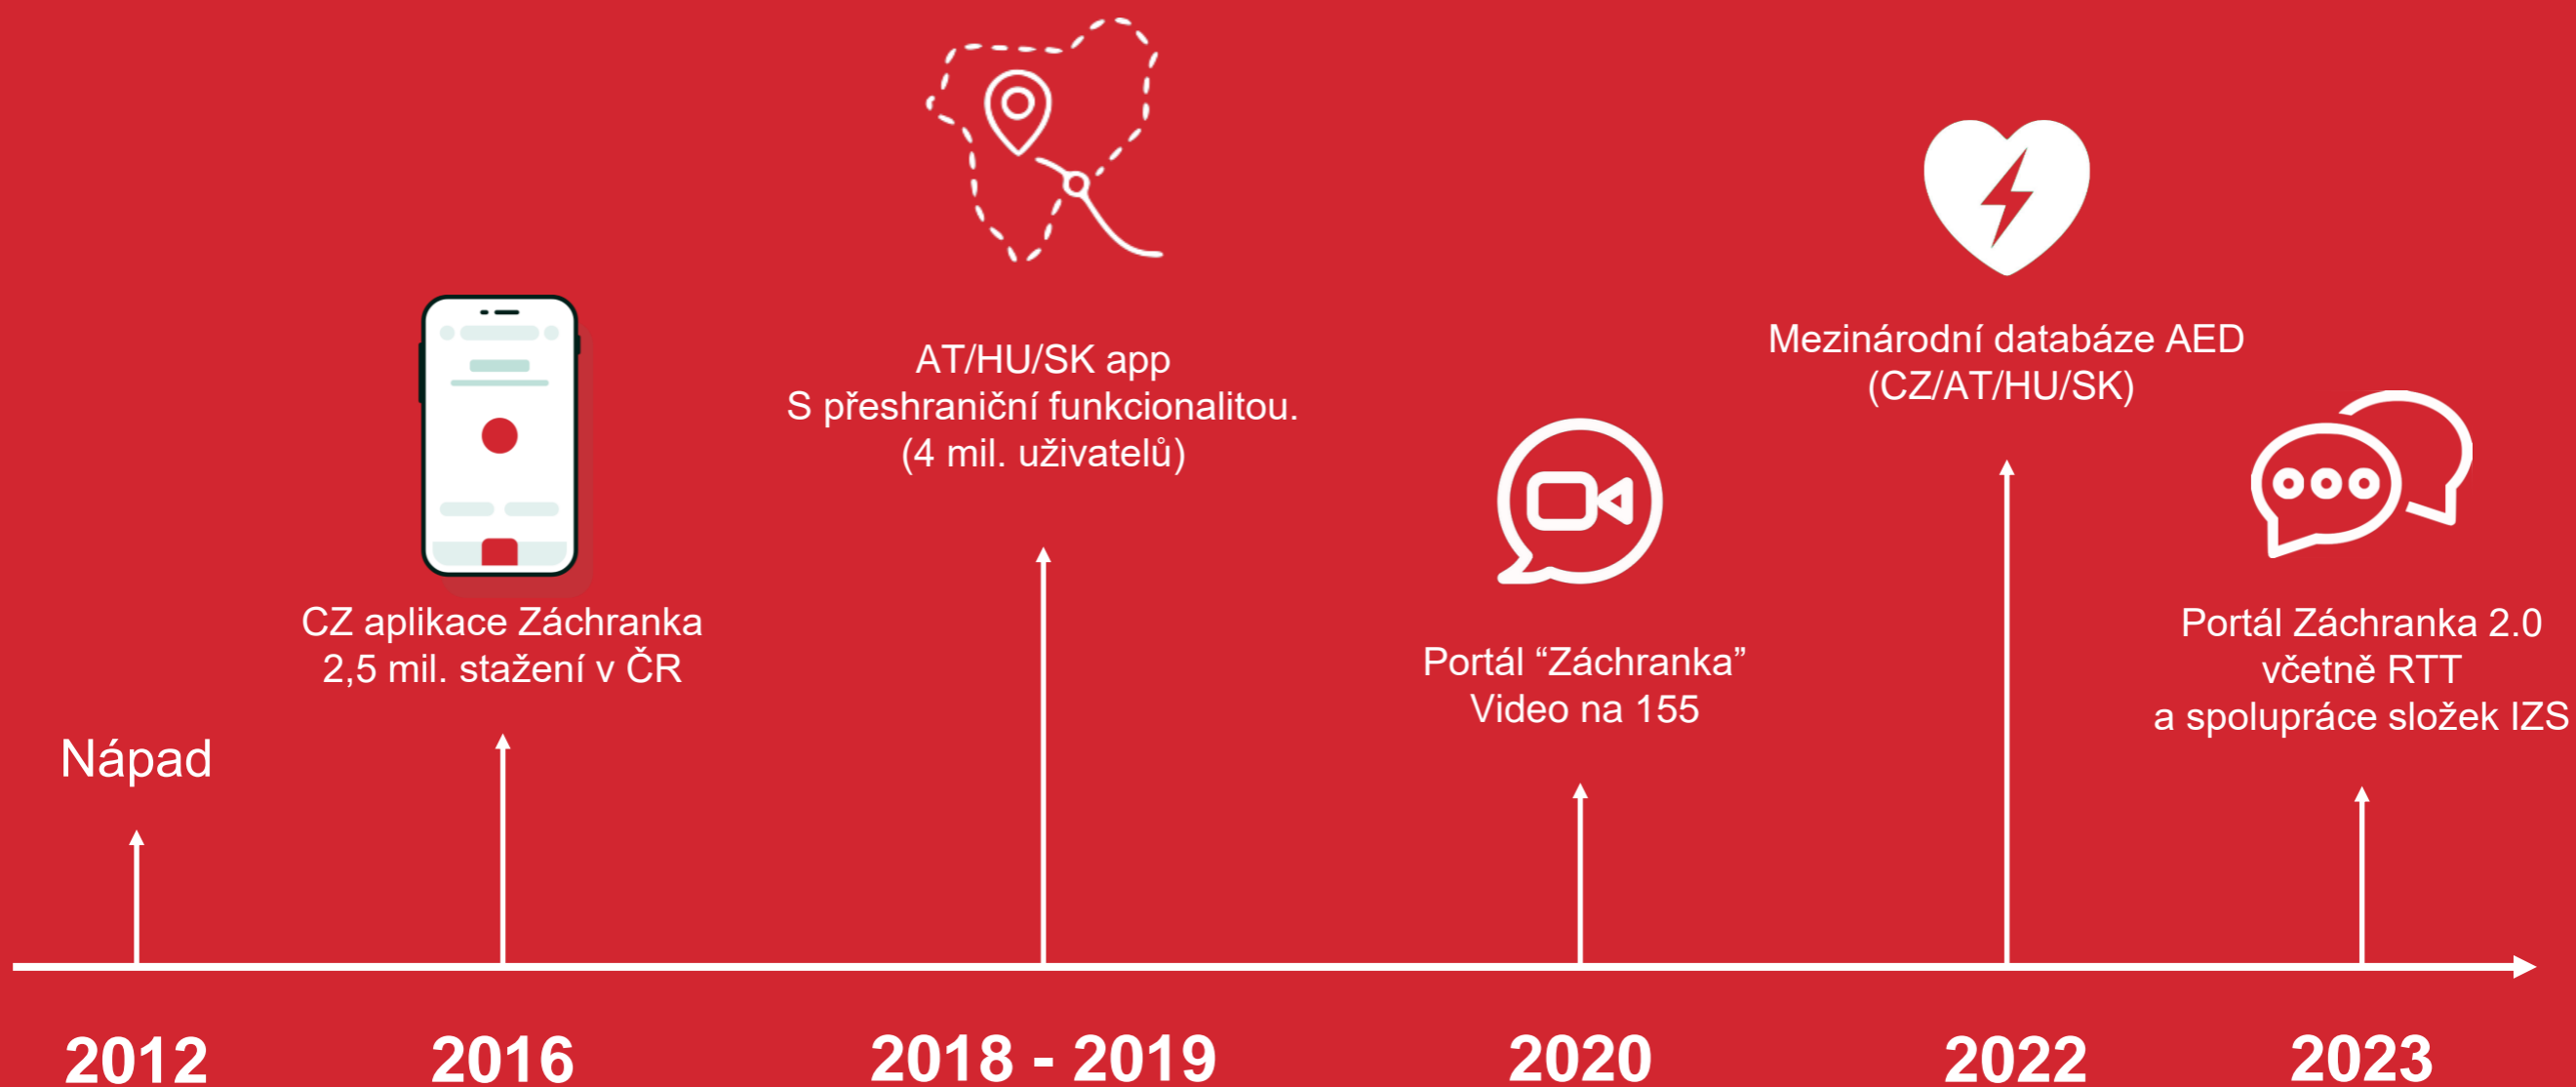 Nápad
2012
CZ aplikace Záchranka
2,5 mil. stažení v ČR
2016
AT/HU/SK app
S přeshraniční funkcionalitou.
(4 mil. uživatelů)
2018 - 2019
Portál “Záchranka”
Video na 155
2020
Mezinárodní databáze AED
(CZ/AT/HU/SK)
2022
Portál Záchranka 2.0
včetně RTT
a spolupráce složek IZS
2023